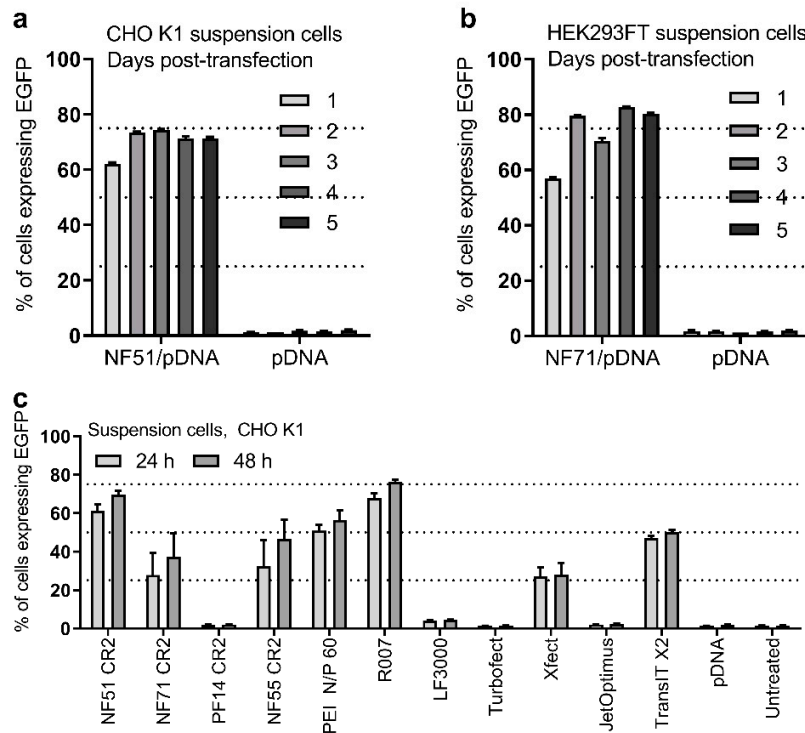 a
CHO K1 suspension cells
Days post-transfection
% of cells expressing EGFP
100
80
60
40
20
0
1
2
3
4
5
NF51/pDNA
pDNA
b
HEK293FT suspension cells
Days post-transfection
% of cells expressing EGFP
100
80
60
40
20
0
1
2
3
4
5
NF71/pDNA
pDNA
c
Suspension cells, CHO K1
24 h
48 h
% of cells expressing EGFP
100
80
60
40
20
0
NF51 CR2
NF71 CR2
PF14 CR2
NF55 CR2
PEI N/P 60
R007
LF3000
Turbofect
Xfect
JetOptimus
TransIT X2
pDNA
Untreated